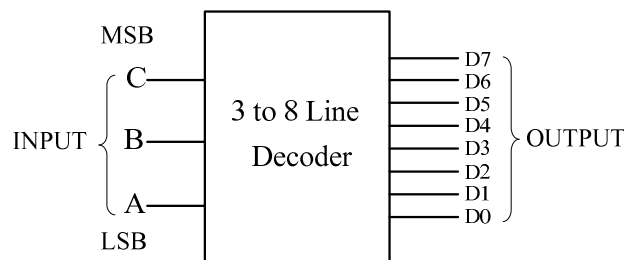 MSB
C
INPUT
B
A
LSB
3 to 8 Line
Decoder
D7
D6
D5
D4
D3
D2
D1
D0
OUTPUT